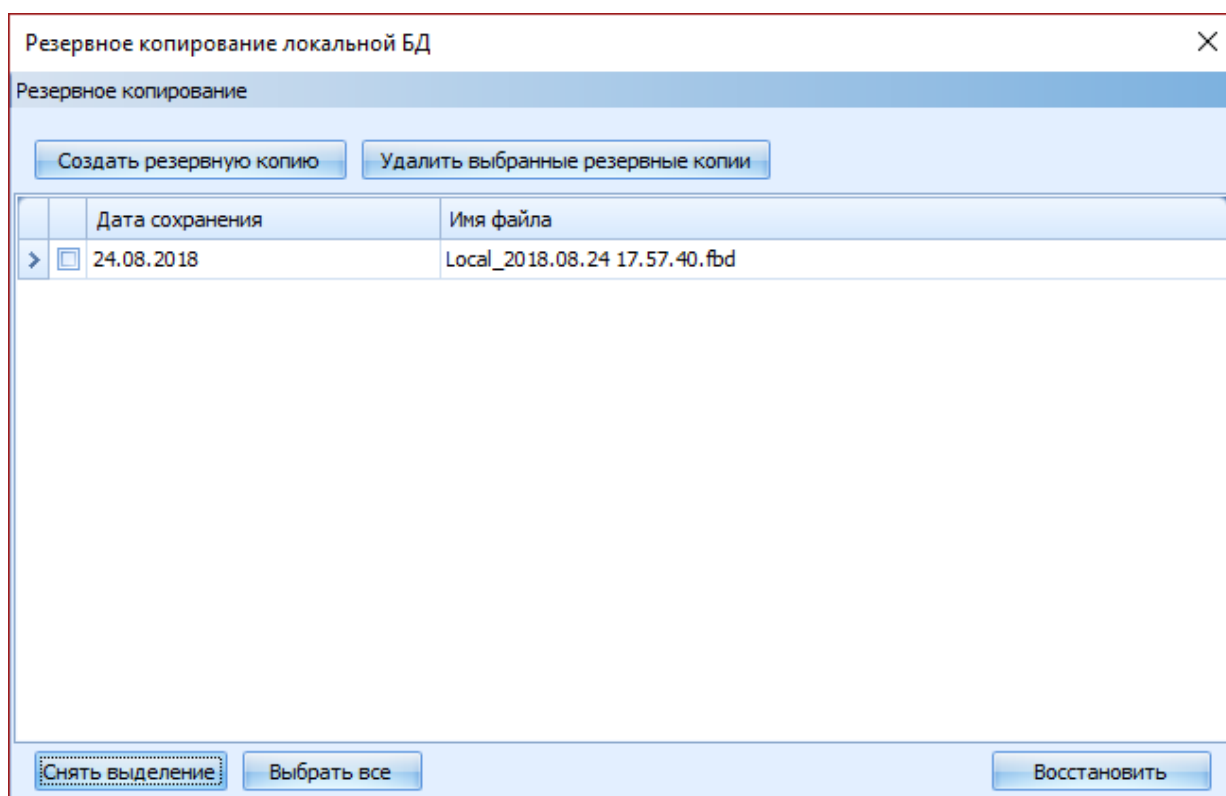 Резервное копирование локальной БД
Резервное копирование
Создать резервную копию Удалить выбранные резервные копии
Дата сохранения Имя файла
24.08.2018 Local_2018.08.24 17.57.40.fbd
Снять выделение Выбрать все Восстановить